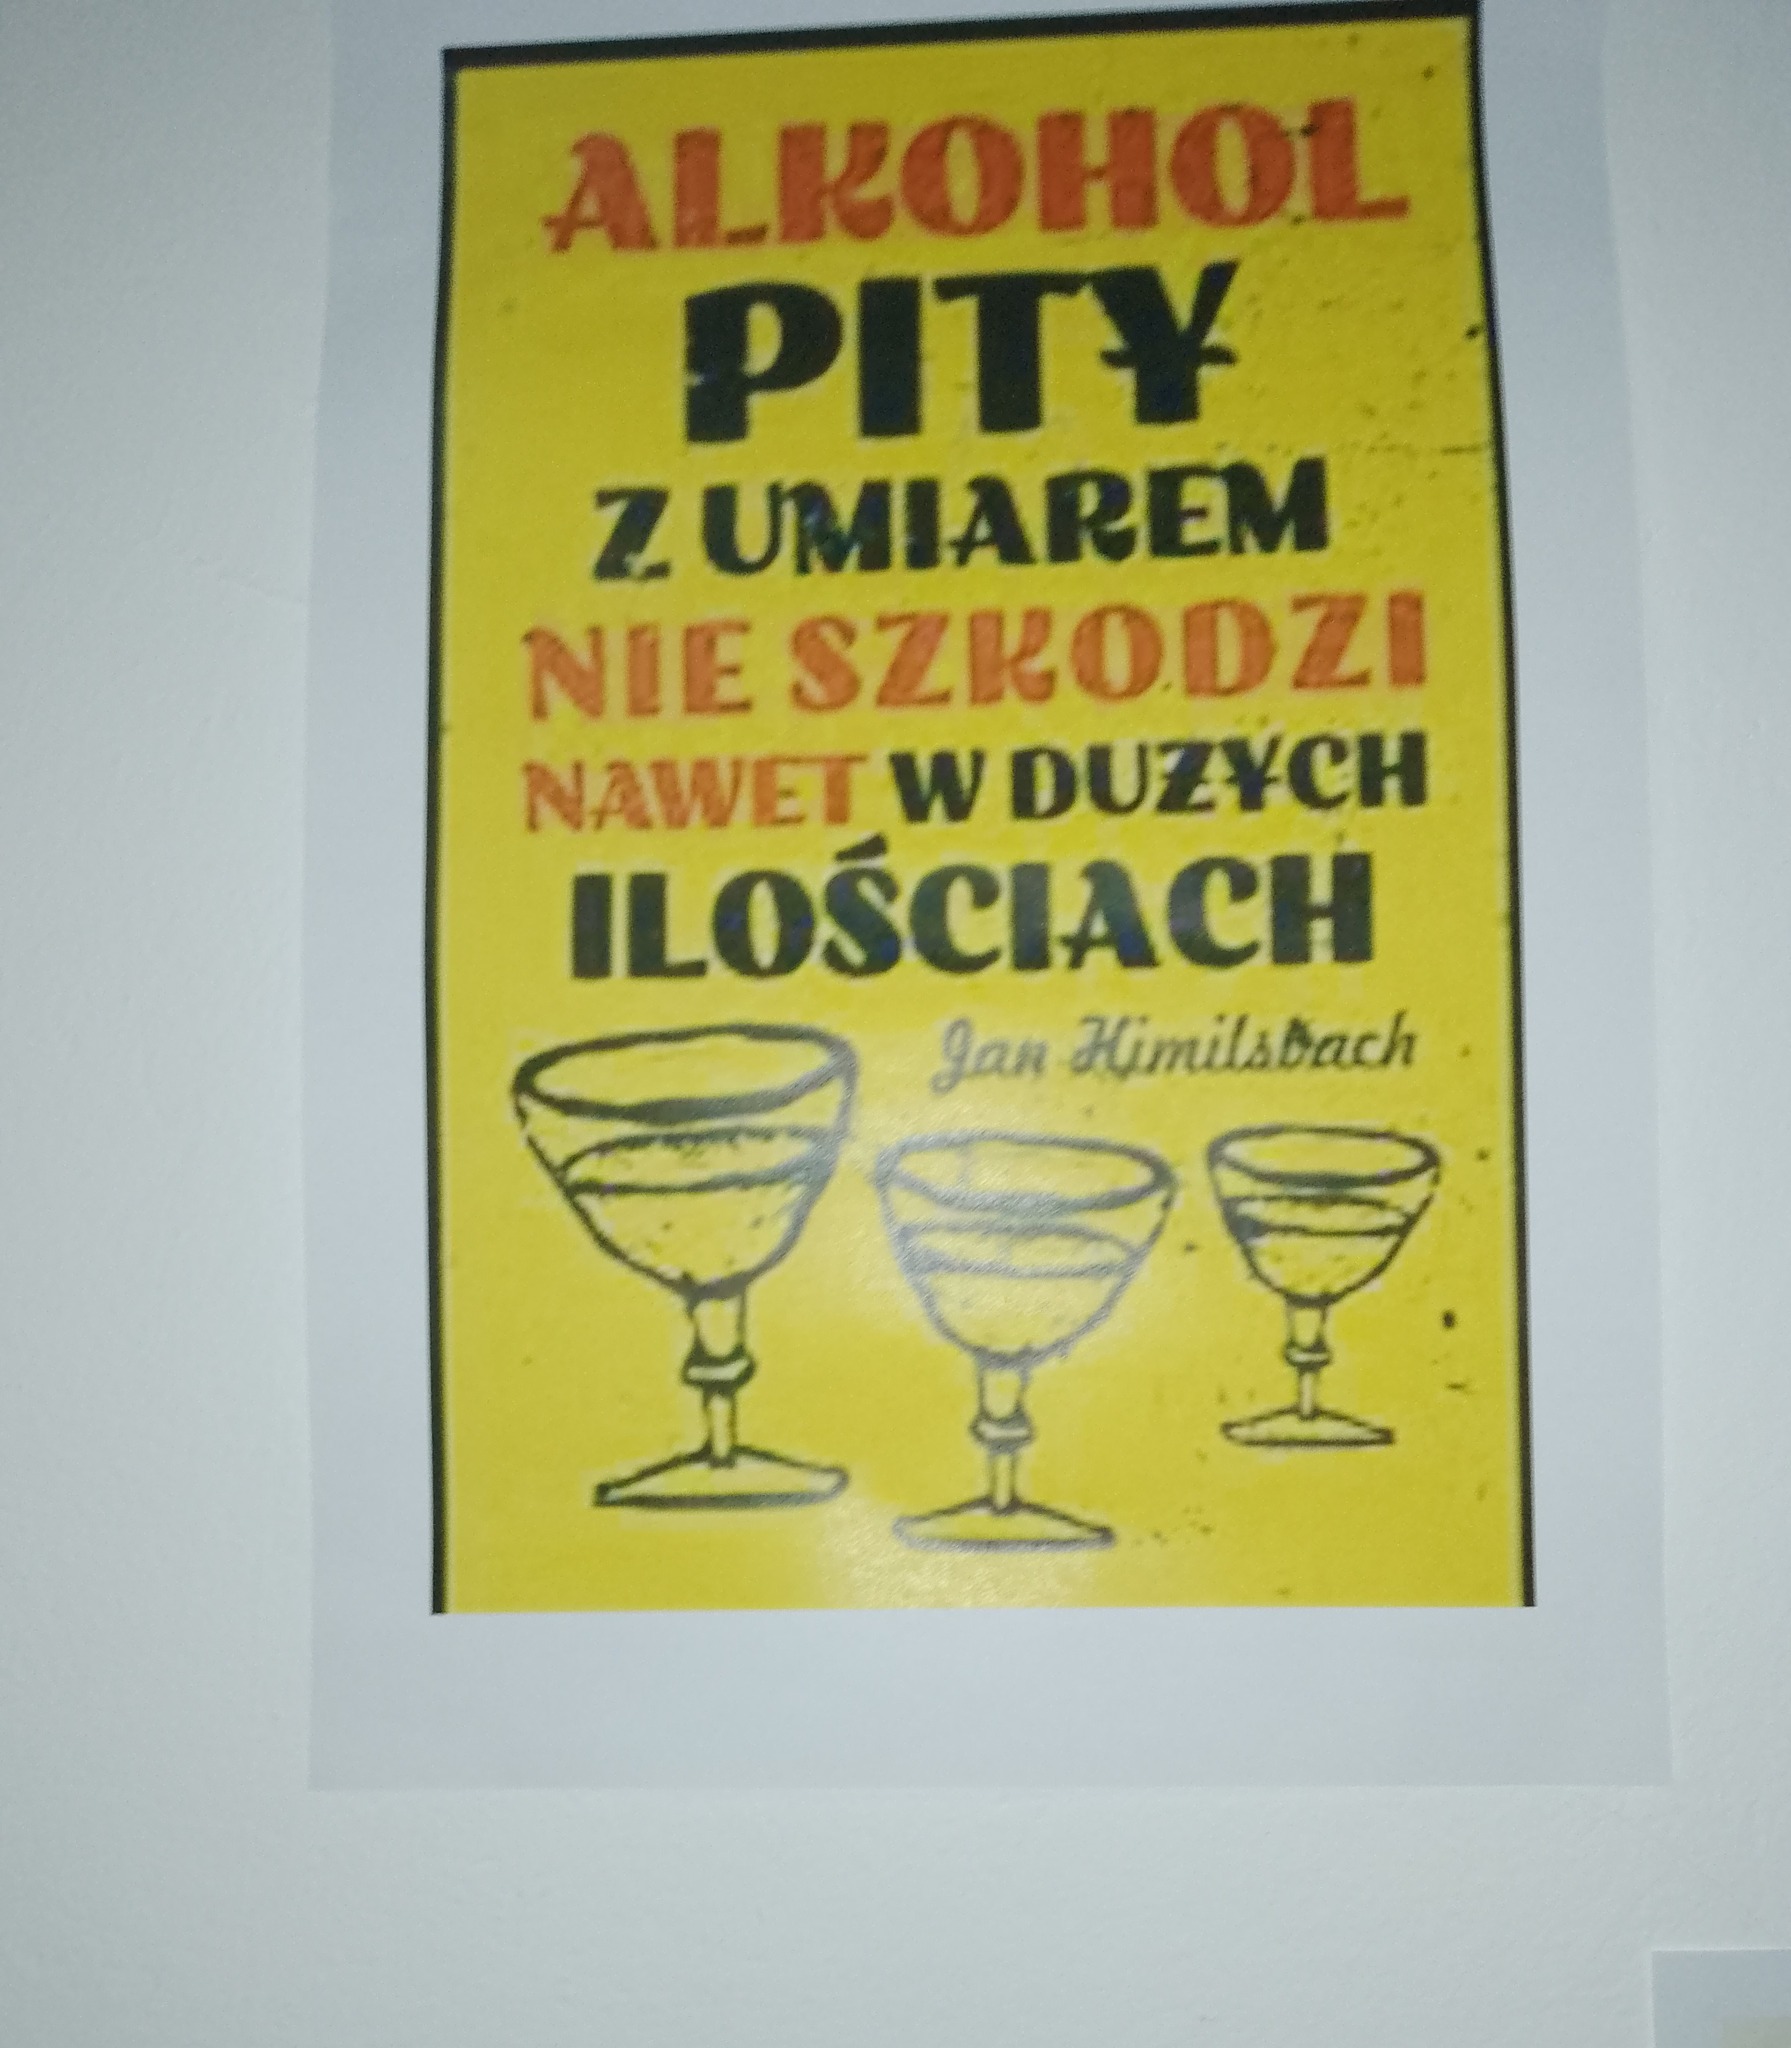 ALKOHOL
PITY
Z UMIAREM
NIE SZKODZI
NAWET W DUŻYCH
ILOŚCIACH
Jan Himilsbach